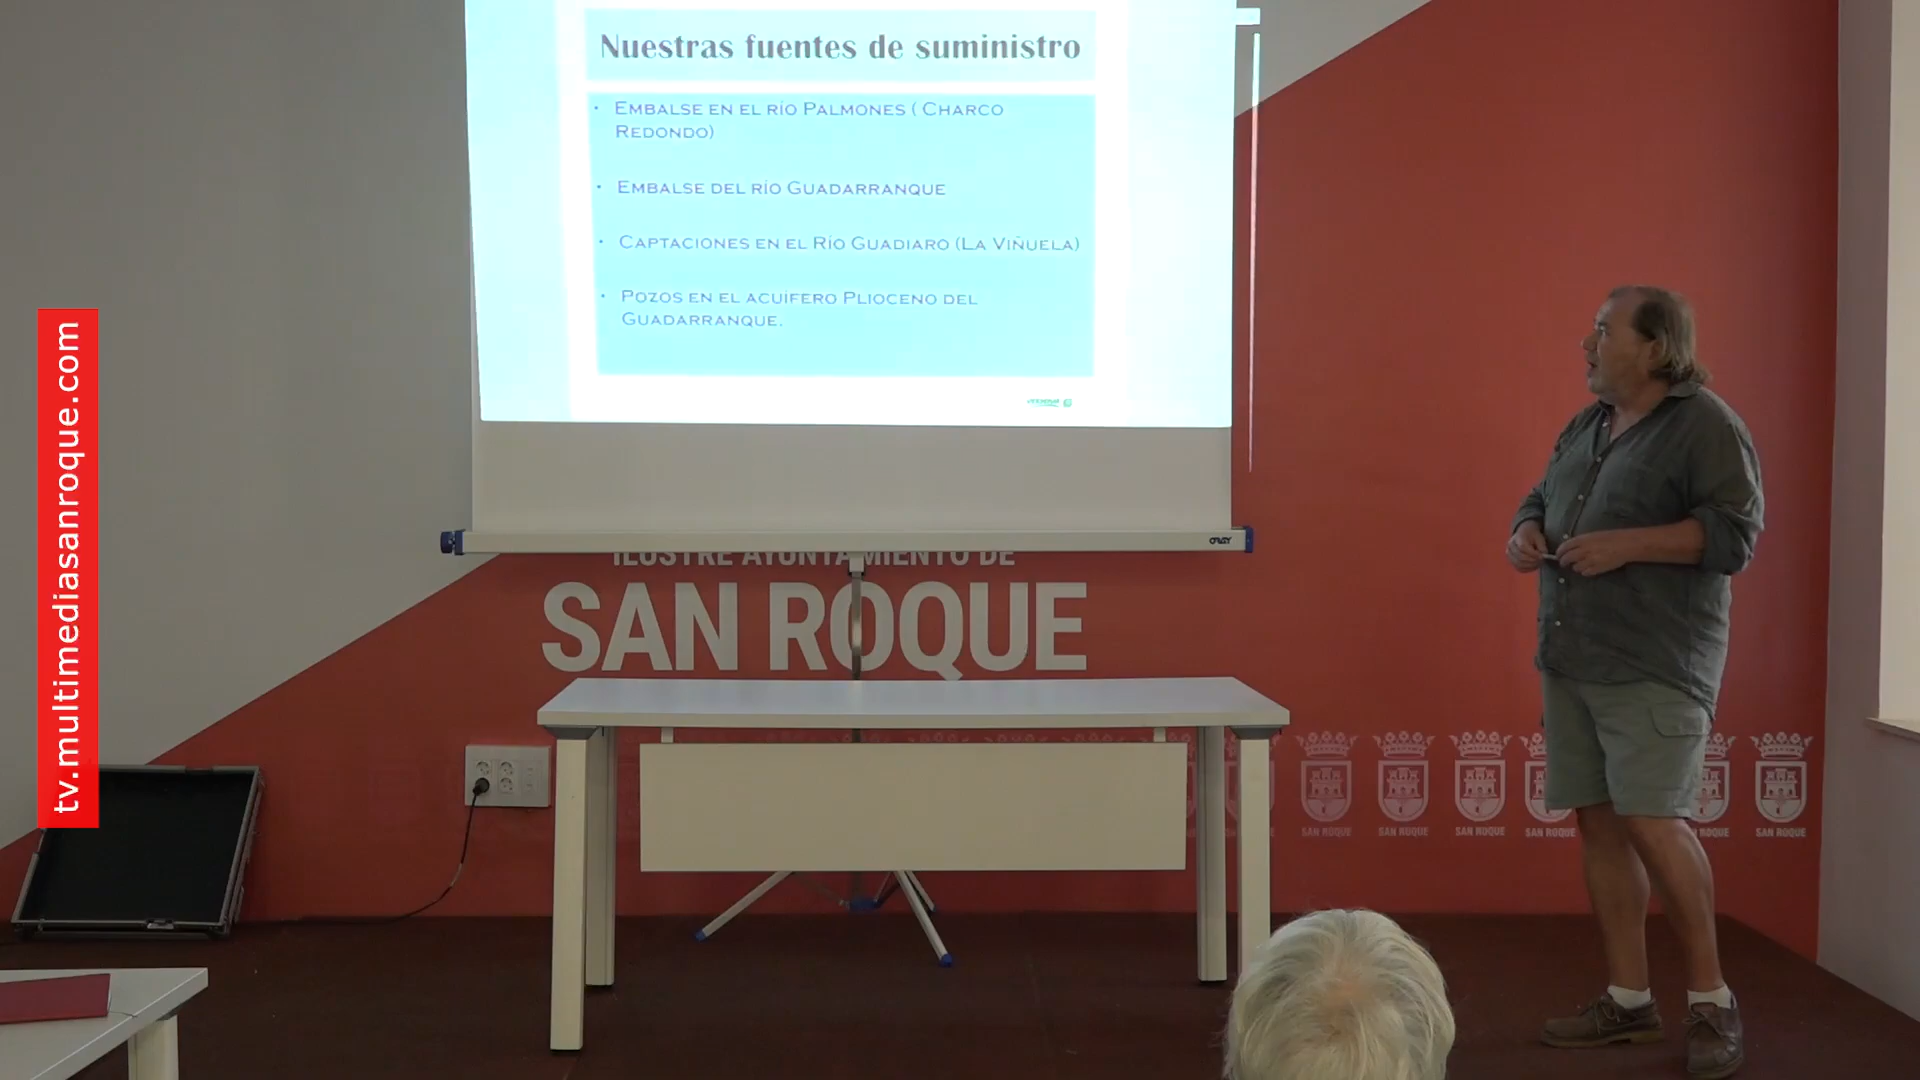 Nuestras fuentes de suministro
• Embalse en el río Palmones ( Charco
Redondo)
• Embalse del río Guadarranque
• Captaciones en el Río Guadiaro (La Viñuela)
• Pozos en el acuífero Plioceno del
Guadarranque.
ILUSTRE AYUNTAMIENTO DE
SAN ROQUE
tv.multimediasanroque.com
SAN ROQUE
SAN ROQUE
SAN ROQUE
SAN ROQUE
ROQUE
SAN ROQUE